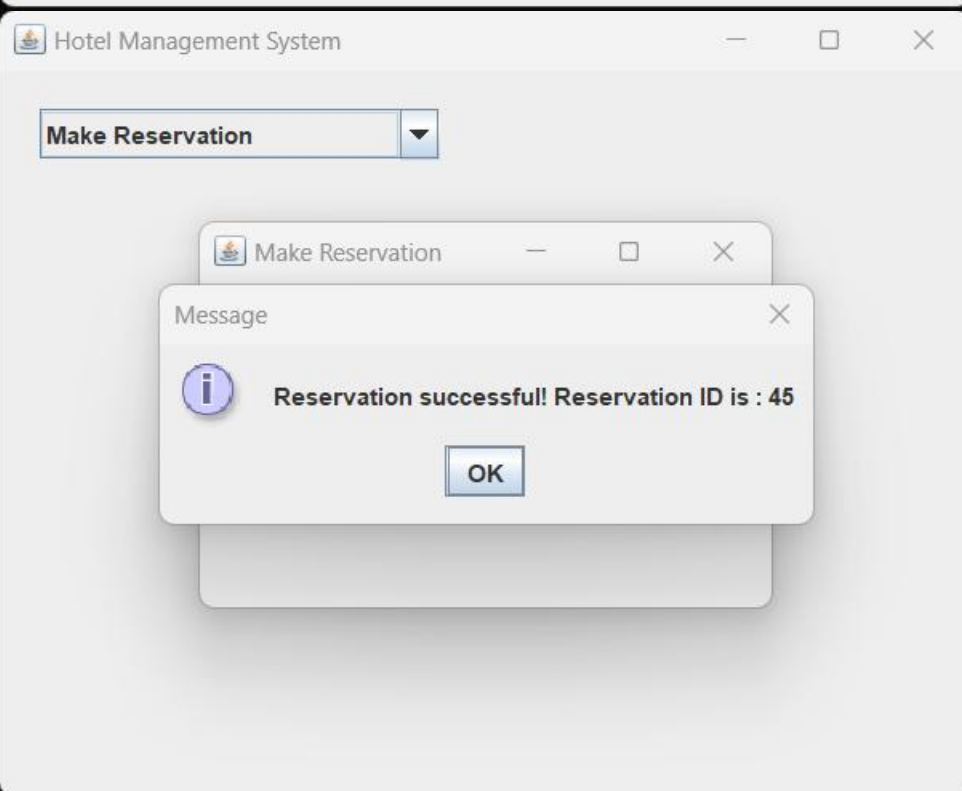 Hotel Management System
Make Reservation
Make Reservation
Message
i
Reservation successful! Reservation ID is : 45
OK